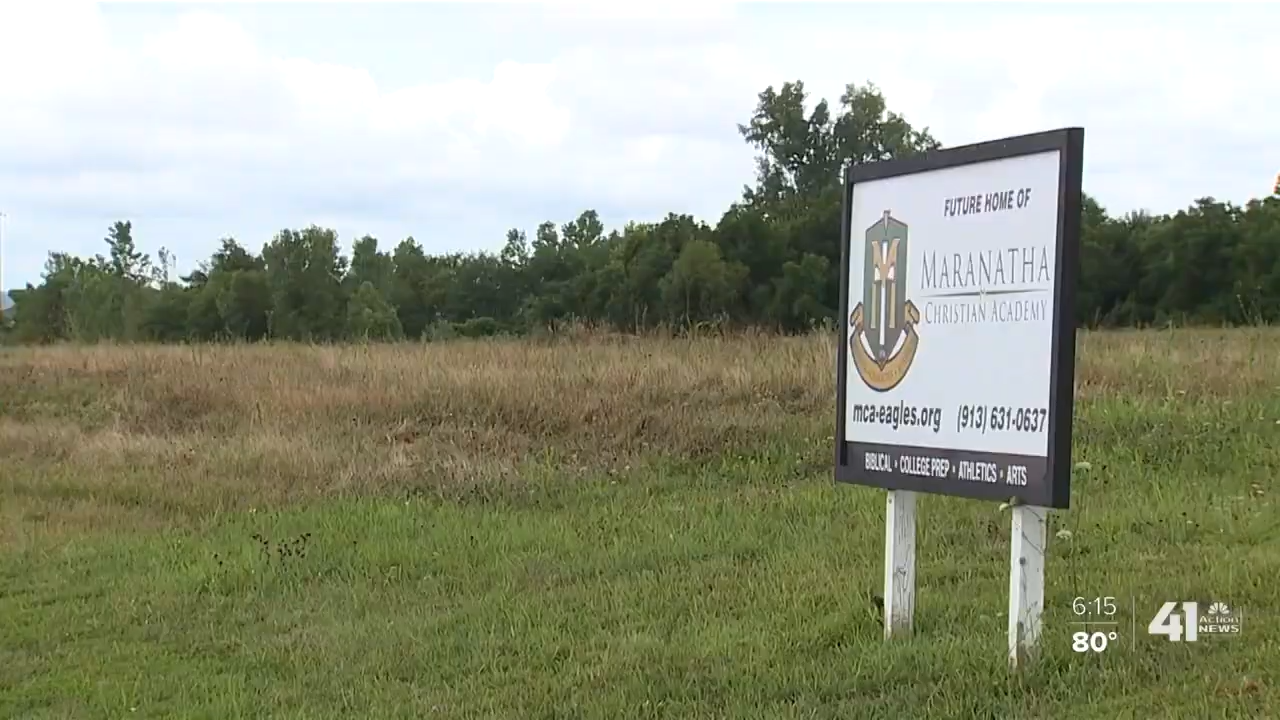 FUTURE HOME OF
MARANATHA
CHRISTIAN ACADEMY
mca-eagles.org (913) 631-0637
BIBLICAL • COLLEGE PREP • ATHLETICS • ARTS
6:15
80°
41 Action NEWS